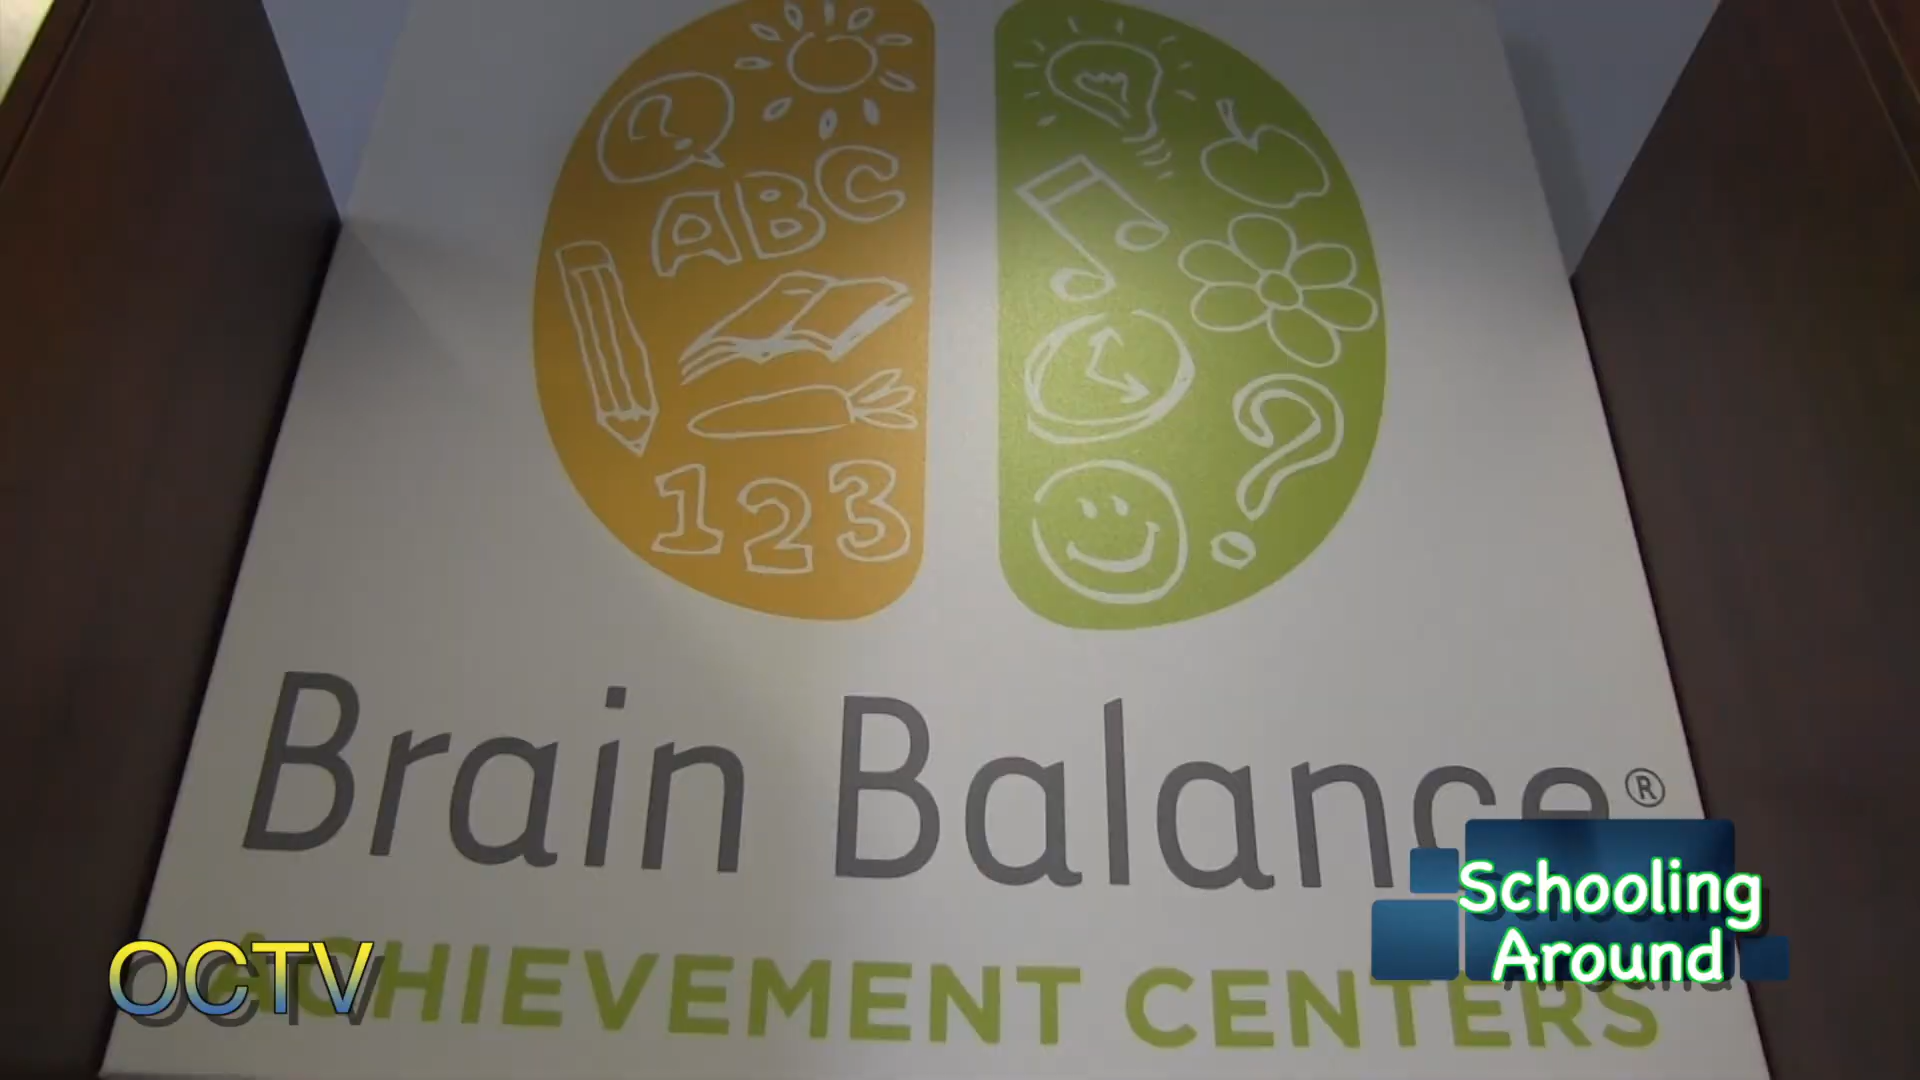 ?
ABC
123
?
Brain Balance®
ACHIEVEMENT CENTERS
OCTV
Schooling
Around